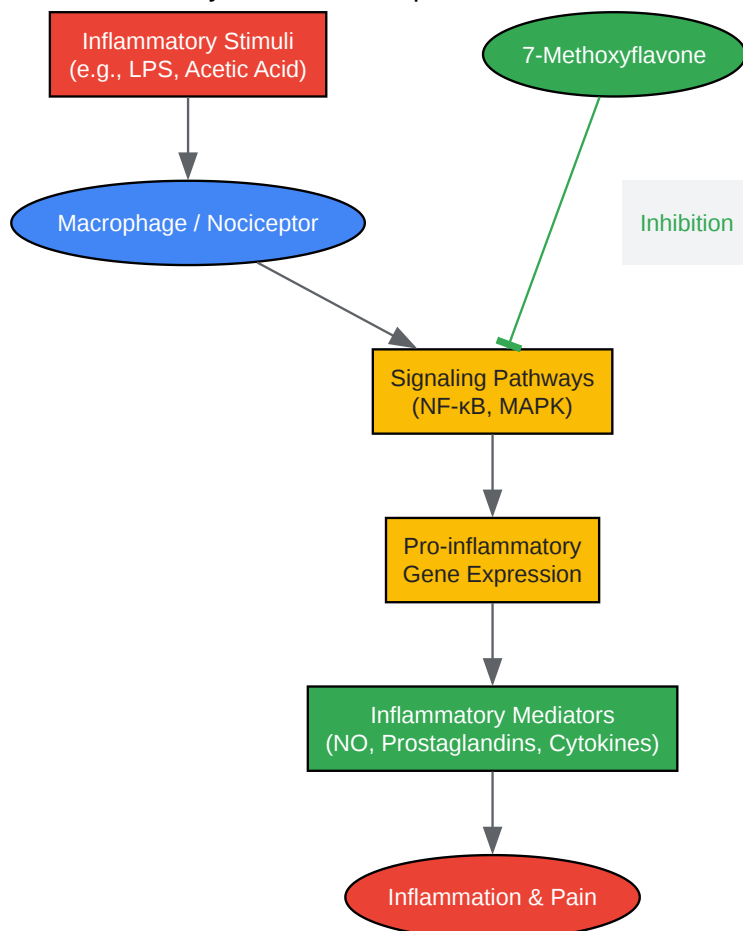 Inflammatory Stimuli
(e.g., LPS, Acetic Acid)
7-Methoxyflavone
Macrophage / Nociceptor
Inhibition
Signaling Pathways
(NF-κB, MAPK)
Pro-inflammatory
Gene Expression
Inflammatory Mediators
(NO, Prostaglandins, Cytokines)
Inflammation & Pain